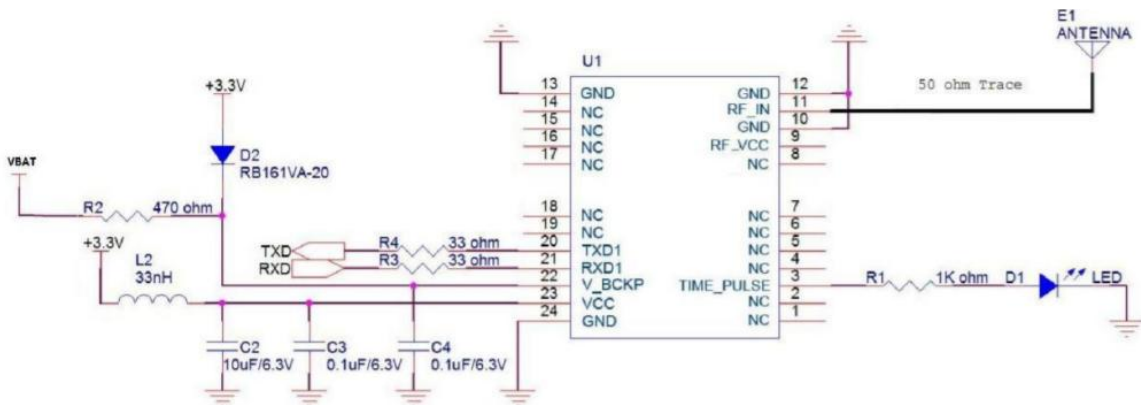 E1
ANTENNA
U1
50 ohm Trace
+3.3V
13 GND
14 NC
15 NC
16 NC
17 NC
GND 12
RF_IN 11
GND 10
RF_VCC 9
NC 8
VBAT
D2
RB161VA-20
R2 470 ohm
18 NC
19 NC
TXD R4 33 ohm 20 TXD1
RXD R3 33 ohm 21 RXD1
22 V_BCKP
23 VCC
24 GND
NC 7
NC 6
NC 5
NC 4
TIME_PULSE 3
NC 2
NC 1
R1 1K ohm D1 LED
+3.3V
L2
33nH
C2
10uF/6.3V
C3
0.1uF/6.3V
C4
0.1uF/6.3V